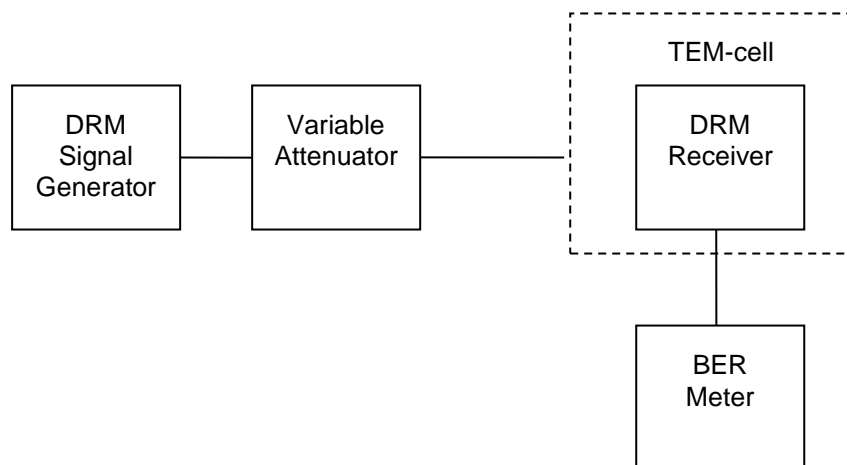 TEM-cell
DRM
Signal
Generator
Variable
Attenuator
DRM
Receiver
BER
Meter